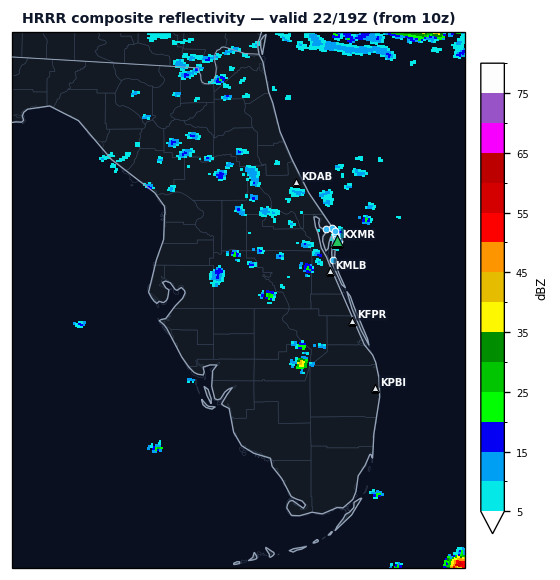 HRRR composite reflectivity — valid 22/19Z (from 10z)
75
65
55
45
35
25
15
5
dBZ
KDAB
KXMR
KMLB
KFPR
KPBI